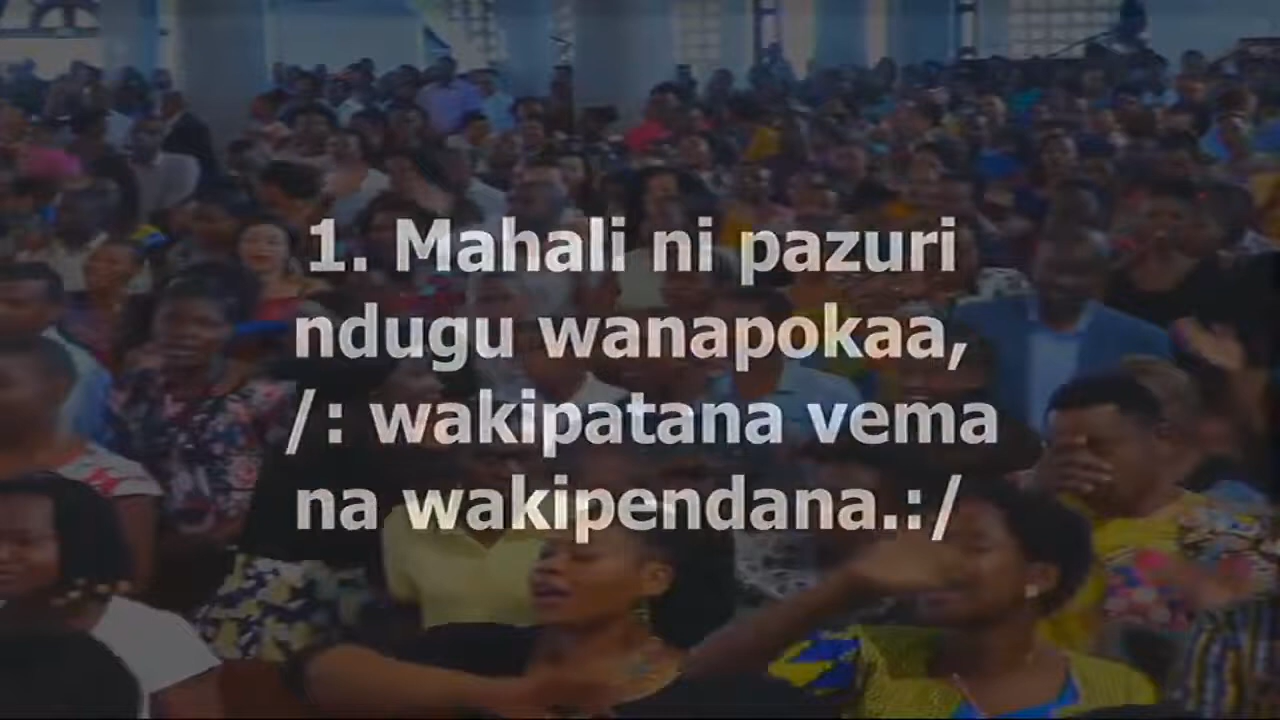 1. Mahali ni pazuri
ndugu wanapokaa,
/: wakipatana vema
na wakipendana.:/